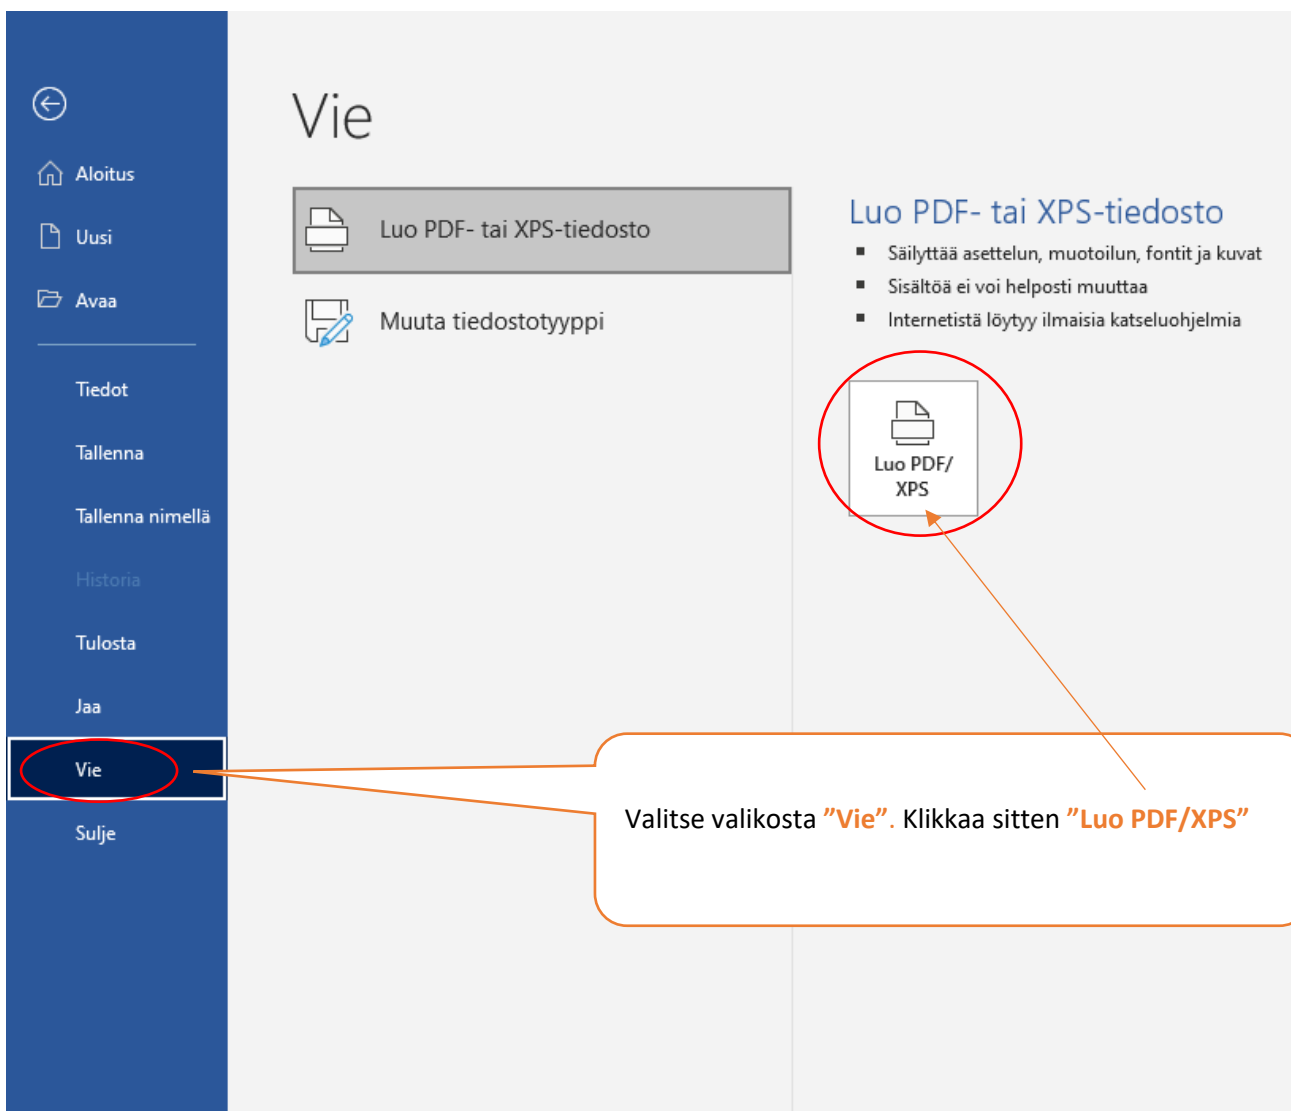 Vie
Aloitus
Uusi
Avaa
Tiedot
Tallenna
Tallenna nimellä
Historia
Tulosta
Jaa
Vie
Sulje
Luo PDF- tai XPS-tiedosto
Muuta tiedostotyyppi
Luo PDF- tai XPS-tiedosto
Säilyttää asettelun, muotoilun, fontit ja kuvat
Sisältöä ei voi helposti muuttaa
Internetistä löytyy ilmaisia katseluohjelmia
Luo PDF/
XPS
Valitse valikosta ”Vie”. Klikkaa sitten ”Luo PDF/XPS”